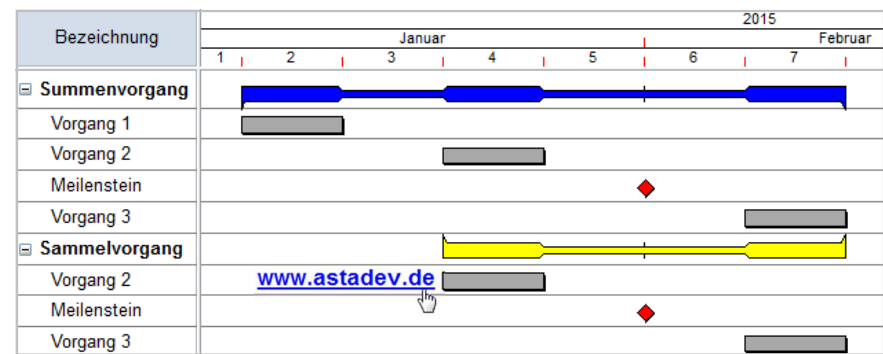 2015
Bezeichnung
Januar Februar
1 2 3 4 5 6 7
Summenvorgang
Vorgang 1
Vorgang 2
Meilenstein
Vorgang 3
Sammelvorgang
Vorgang 2 www.astadev.de
Meilenstein
Vorgang 3